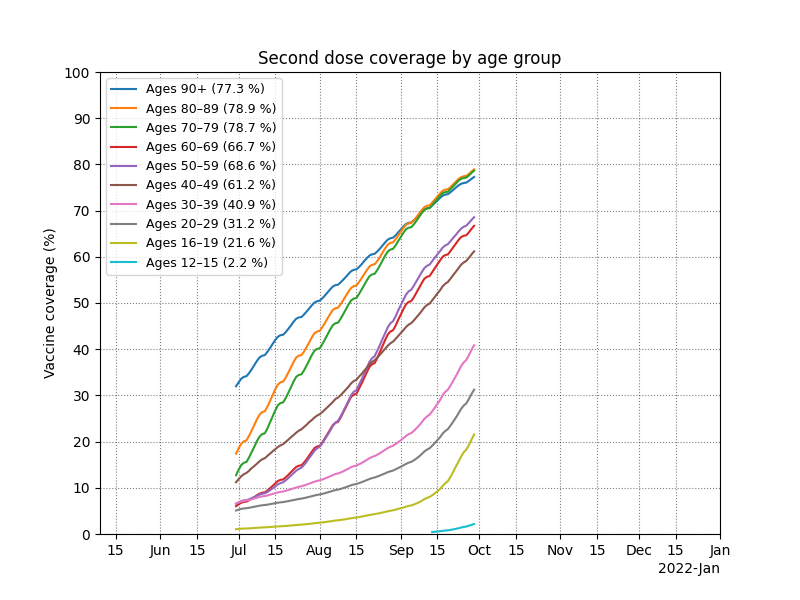 Second dose coverage by age group
Vaccine coverage (%)
100
90
80
70
60
50
40
30
20
10
0
Ages 90+ (77.3 %)
Ages 80–89 (78.9 %)
Ages 70–79 (78.7 %)
Ages 60–69 (66.7 %)
Ages 50–59 (68.6 %)
Ages 40–49 (61.2 %)
Ages 30–39 (40.9 %)
Ages 20–29 (31.2 %)
Ages 16–19 (21.6 %)
Ages 12–15 (2.2 %)
15 Jun 15 Jul 15 Aug 15 Sep 15 Oct 15 Nov 15 Dec 15 Jan
2022-Jan